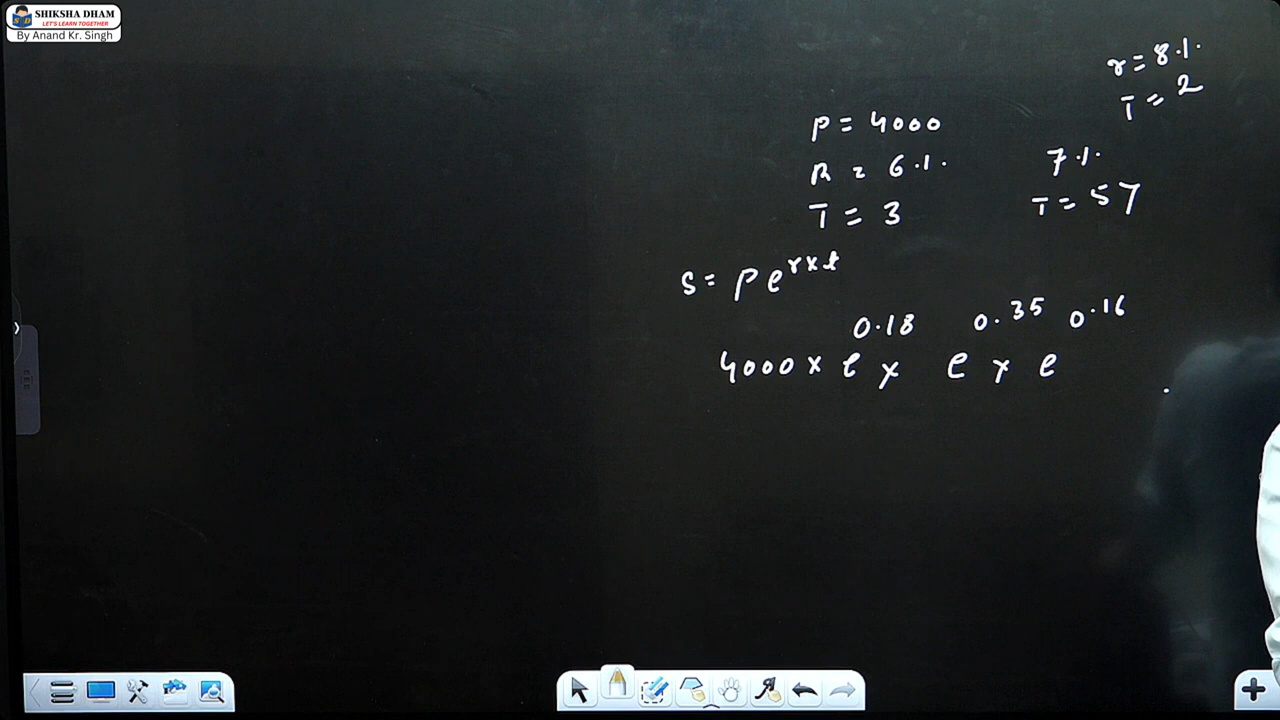 SHIKSHA DHAM
LET'S LEARN TOGETHER
By Anand Kr. Singh
r = 8%
T = 2
P = 4000
R = 6%
T = 3
7%
T = 5Y
S = Pe^{r×t}
4000 × e^{0.18} × e^{0.35} × e^{0.16}